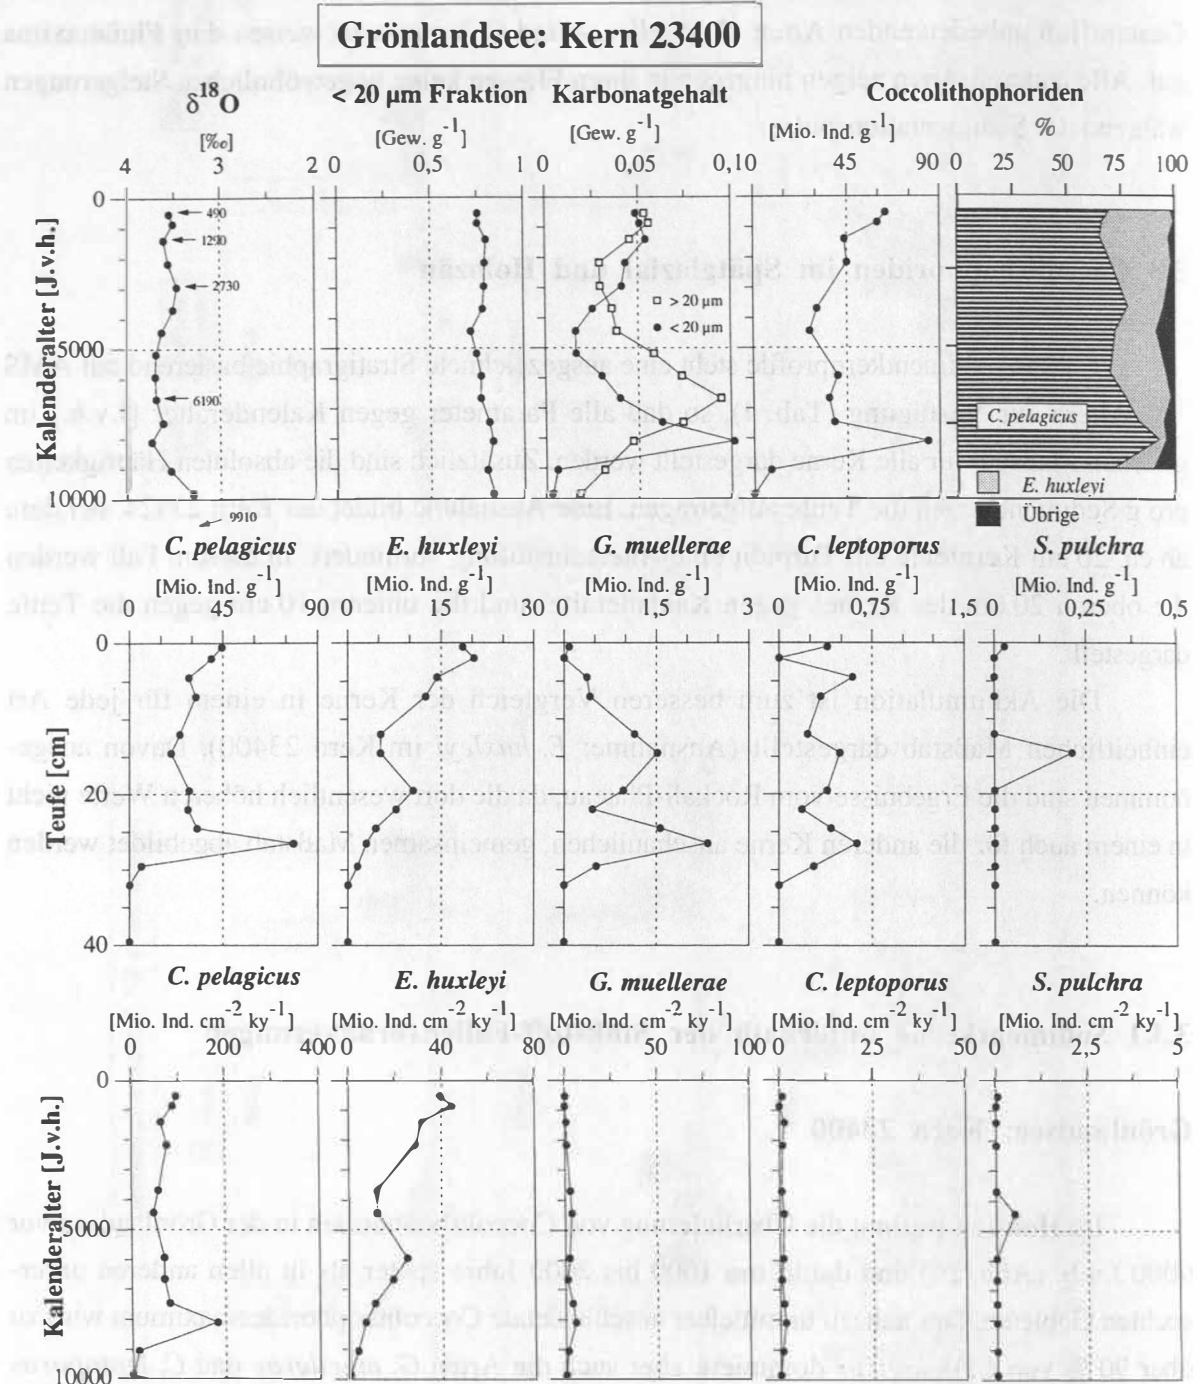 Grönlandsee: Kern 23400
δ18O < 20 µm Fraktion Karbonatgehalt Coccolithophoriden
[‰] [Gew. g-1] [Gew. g-1] [Mio. Ind. g-1] %
4 3 2 0 0,5 1 0 0,05 0,10 45 90 0 25 50 75 100
Kalenderalter [J.v.h.]
0
5000
10000
490
1290
2730
6190
9910
> 20 µm
< 20 µm
C. pelagicus
E. huxleyi
Übrige
C. pelagicus E. huxleyi G. muellerae C. leptoporus S. pulchra
[Mio. Ind. g-1] [Mio. Ind. g-1] [Mio. Ind. g-1] [Mio. Ind. g-1] [Mio. Ind. g-1]
0 45 90 0 15 30 0 1,5 3 0 0,75 1,5 0 0,25 0,5
Teufe [cm]
0
20
40
C. pelagicus E. huxleyi G. muellerae C. leptoporus S. pulchra
[Mio. Ind. cm-2 ky-1] [Mio. Ind. cm-2 ky-1] [Mio. Ind. cm-2 ky-1] [Mio. Ind. cm-2 ky-1] [Mio. Ind. cm-2 ky-1]
0 200 400 0 40 80 0 50 100 0 25 50 0 2,5 5
Kalenderalter [J.v.h.]
0
5000
10000